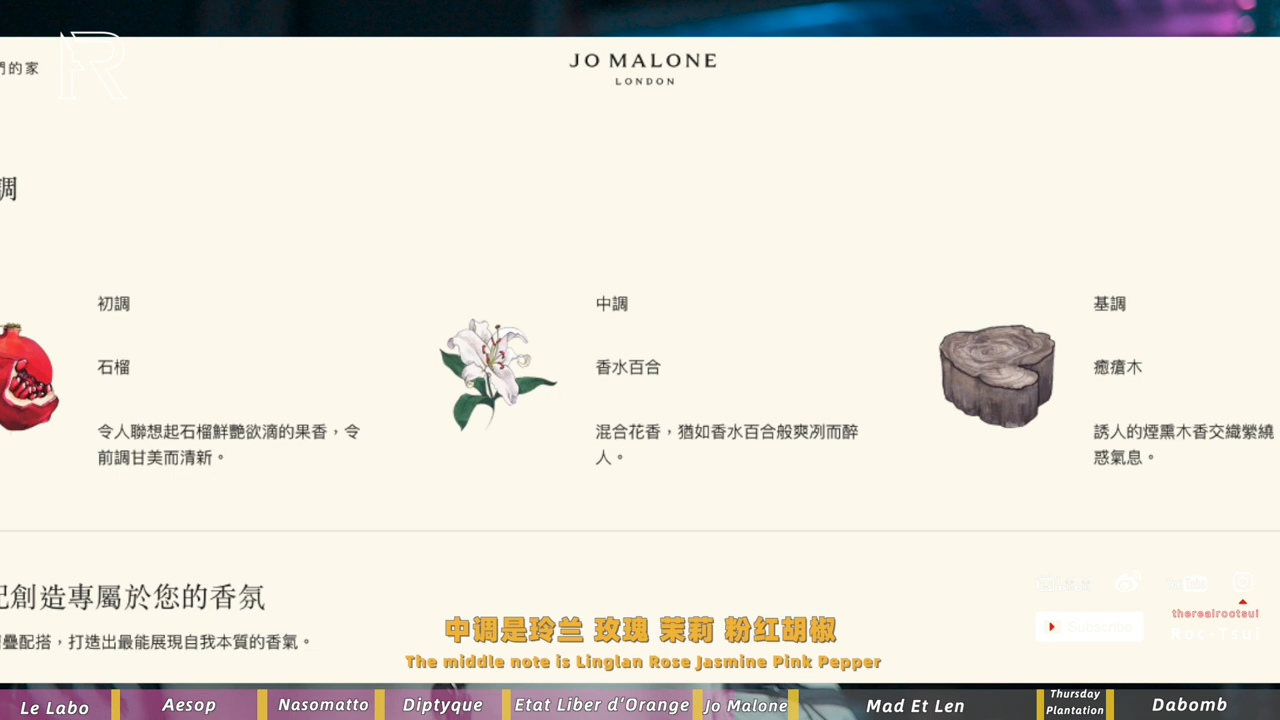 們的家
JO MALONE
LONDON
調
初調
石榴
令人聯想起石榴鮮艷欲滴的果香，令
前調甘美而清新。
中調
香水百合
混合花香，猶如香水百合般爽冽而醉
人。
基調
癒瘡木
誘人的煙熏木香交織縈繞
惑氣息。
配創造專屬於您的香氛
疊配搭，打造出最能展現自我本質的香氣。
Subscribe
therealrootsui
Roc-Tsui
中调是玲兰 玫瑰 茉莉 粉红胡椒
The middle note is Linglan Rose Jasmine Pink Pepper
Le Labo
Aesop
Nasomatto
Diptyque
Etat Liber d'Orange
Jo Malone
Mad Et Len
Thursday
Plantation
Dabomb